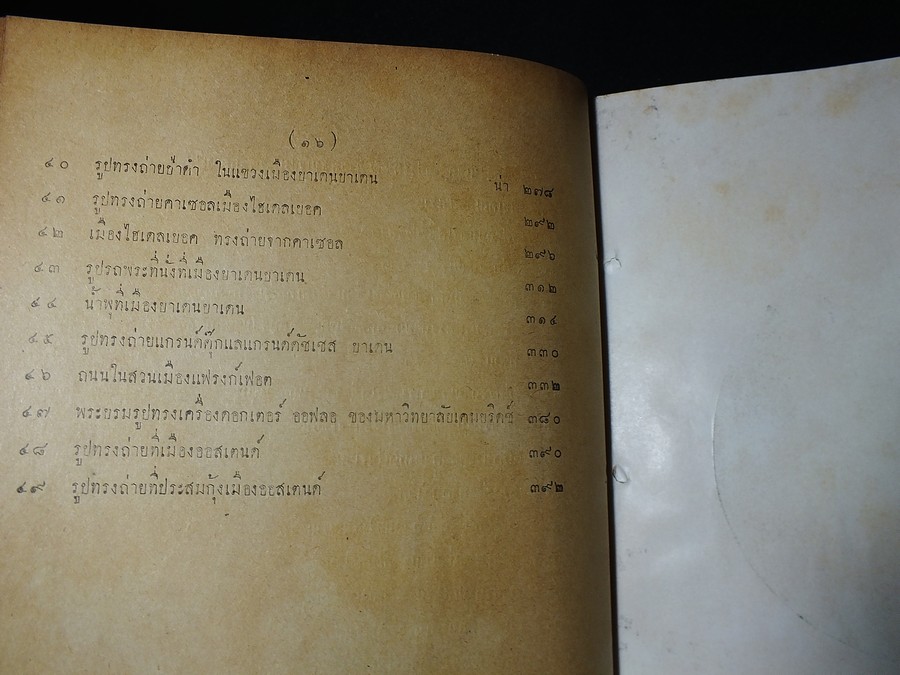 (๑๖)
๔๐ รูปทรงถ่ายป่าดำ ในแขวงเมืองบาเดนบาเดน น่า ๒๗๘
๔๑ รูปทรงถ่ายคาเซอลเมืองไฮเดลเบอค ๒๙๒
๔๒ เมืองไฮเดลเบอค ทรงถ่ายจากคาเซอล ๒๙๖
๔๓ รูปรถพระที่นั่งที่เมืองบาเดนบาเดน ๓๑๒
๔๔ น้ำพุที่เมืองบาเดนบาเดน ๓๑๔
๔๕ รูปทรงถ่ายแกรนด์ดุ๊กแลแกรนด์ดัชเชส บาเดน ๓๓๐
๔๖ ถนนในสวนเมืองแฟรงก์เฟอต ๓๓๒
๔๗ พระบรมรูปทรงเครื่องดอกเตอร์ ออฟลอ ของมหาวิทยาลัยเคมบริดช์ ๓๘๐
๔๘ รูปทรงถ่ายที่เมืองออสเตนด์ ๓๙๐
๔๙ รูปทรงถ่ายที่ประสมกุ้งเมืองออสเตนด์ ๓๙๒